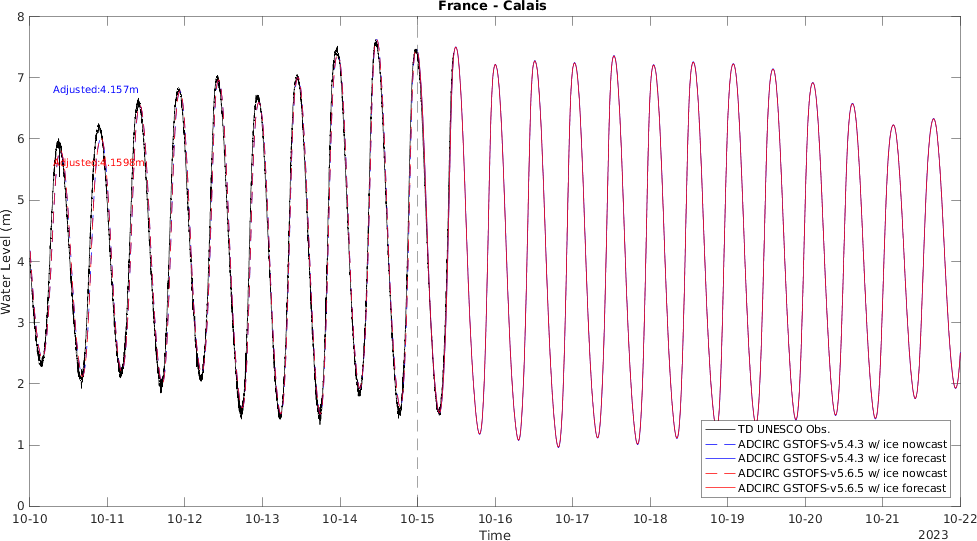 France - Calais
8
7
6
5
4
3
2
1
0
Water Level (m)
Adjusted:4.157m
Adjusted:4.1598m
TD UNESCO Obs.
ADCIRC GSTOFS-v5.4.3 w/ ice nowcast
ADCIRC GSTOFS-v5.4.3 w/ ice forecast
ADCIRC GSTOFS-v5.6.5 w/ ice nowcast
ADCIRC GSTOFS-v5.6.5 w/ ice forecast
10-10 10-11 10-12 10-13 10-14 10-15 10-16 10-17 10-18 10-19 10-20 10-21 10-22
Time
2023